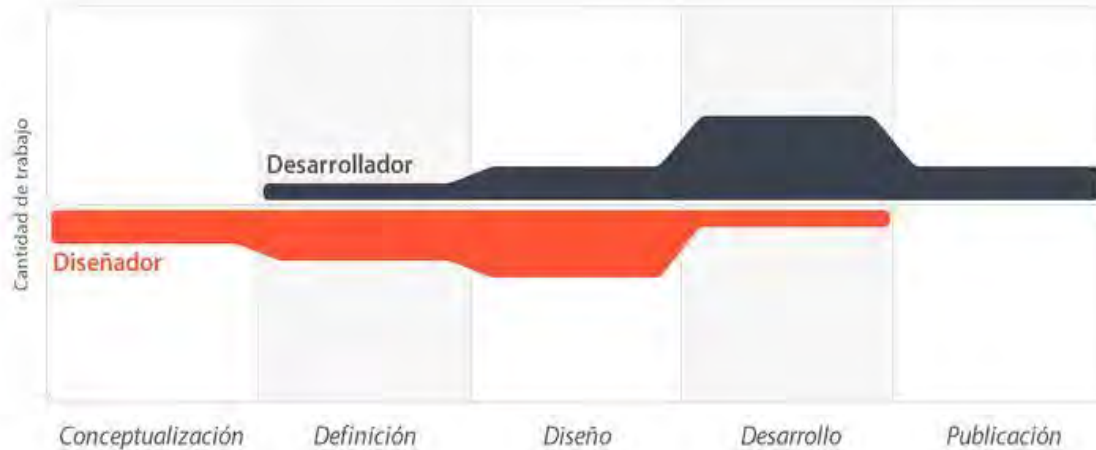 Cantidad de trabajo
Desarrollador
Diseñador
Conceptualización
Definición
Diseño
Desarrollo
Publicación